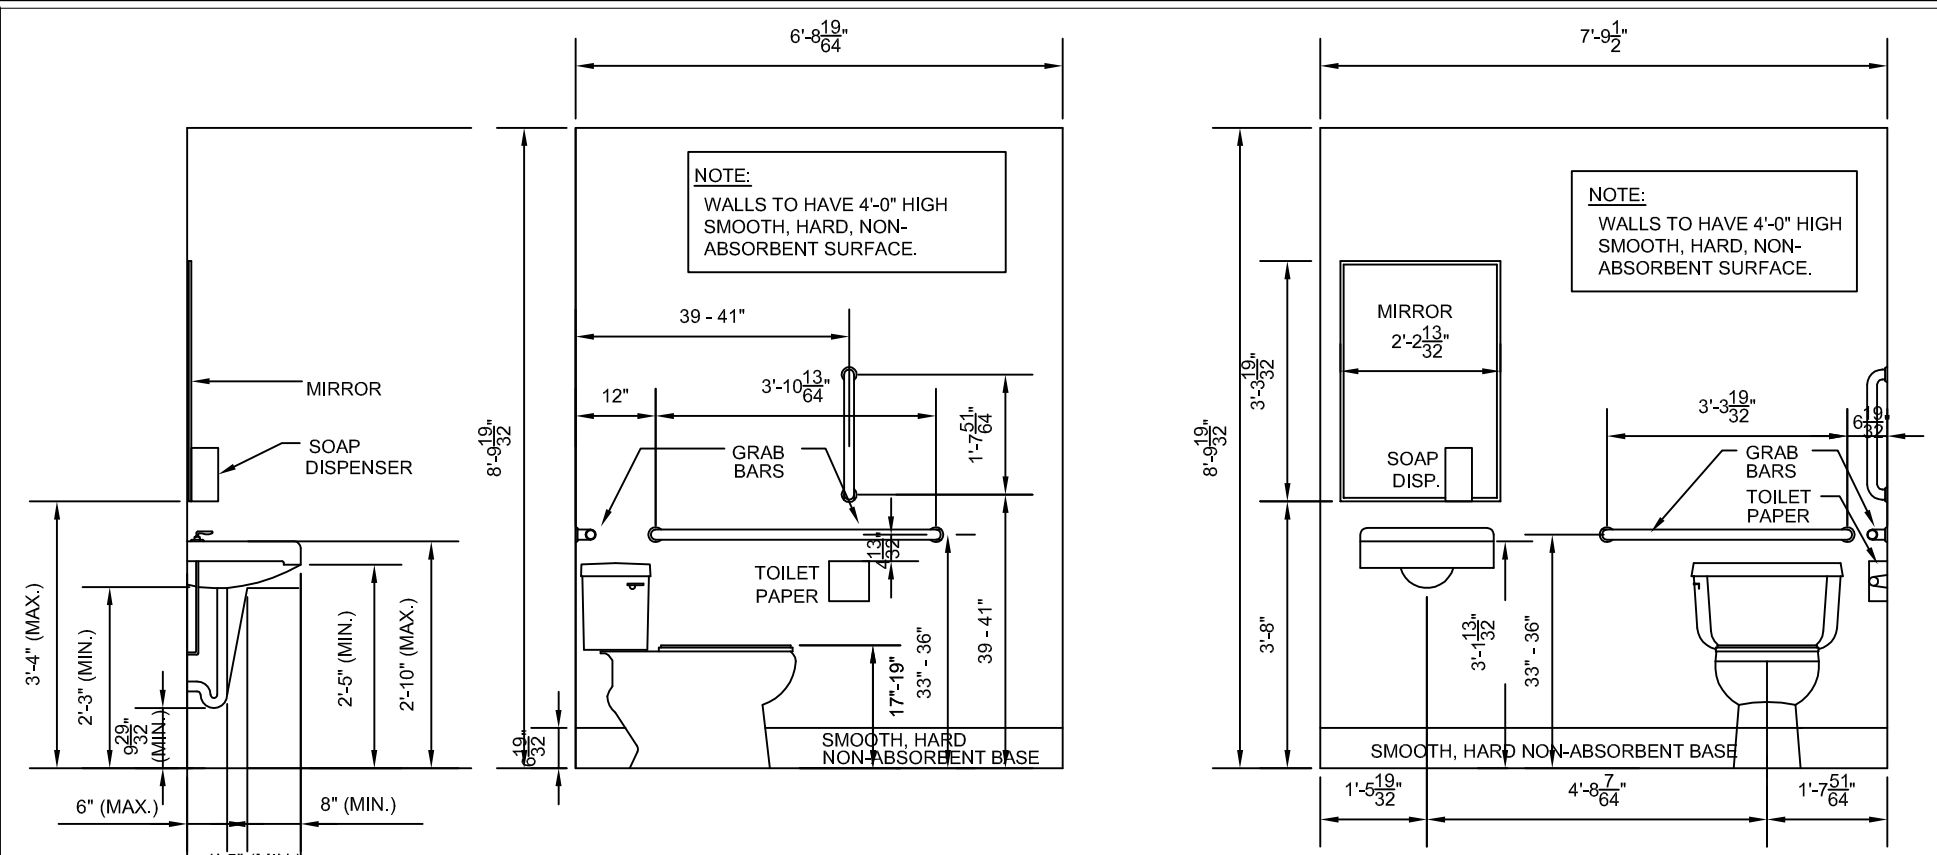 6'-8 19/64"
7'-9 1/2"
NOTE:
WALLS TO HAVE 4'-0" HIGH
SMOOTH, HARD, NON-
ABSORBENT SURFACE.
NOTE:
WALLS TO HAVE 4'-0" HIGH
SMOOTH, HARD, NON-
ABSORBENT SURFACE.
MIRROR
SOAP
DISPENSER
3'-4" (MAX.)
2'-3" (MIN.)
9 29/32"
(MIN.)
2'-5" (MIN.)
2'-10" (MAX.)
6" (MAX.)
8" (MIN.)
8'-9 19/32"
39 - 41"
12"
3'-10 13/64"
1'-7 51/64"
GRAB
BARS
4 13/32"
TOILET
PAPER
17"-19"
33" - 36"
39 - 41"
6 19/32"
SMOOTH, HARD
NON-ABSORBENT BASE
8'-9 19/32"
3'-3 19/32"
MIRROR
2'-2 13/32"
SOAP
DISP.
3'-3 19/32"
6 19/32"
GRAB
BARS
TOILET
PAPER
3'-8"
3'-1 13/32"
33" - 36"
SMOOTH, HARD NON-ABSORBENT BASE
1'-5 19/32"
4'-8 7/64"
1'-7 51/64"